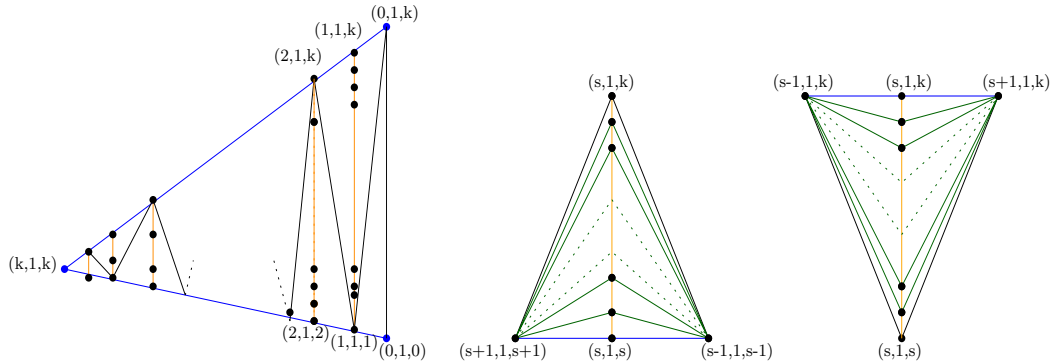 (0,1,k)
(1,1,k)
(2,1,k)
(k,1,k)
(2,1,2)
(1,1,1)
(0,1,0)
(s,1,k)
(s+1,1,s+1)
(s,1,s)
(s-1,1,s-1)
(s-1,1,k)
(s,1,k)
(s+1,1,k)
(s,1,s)